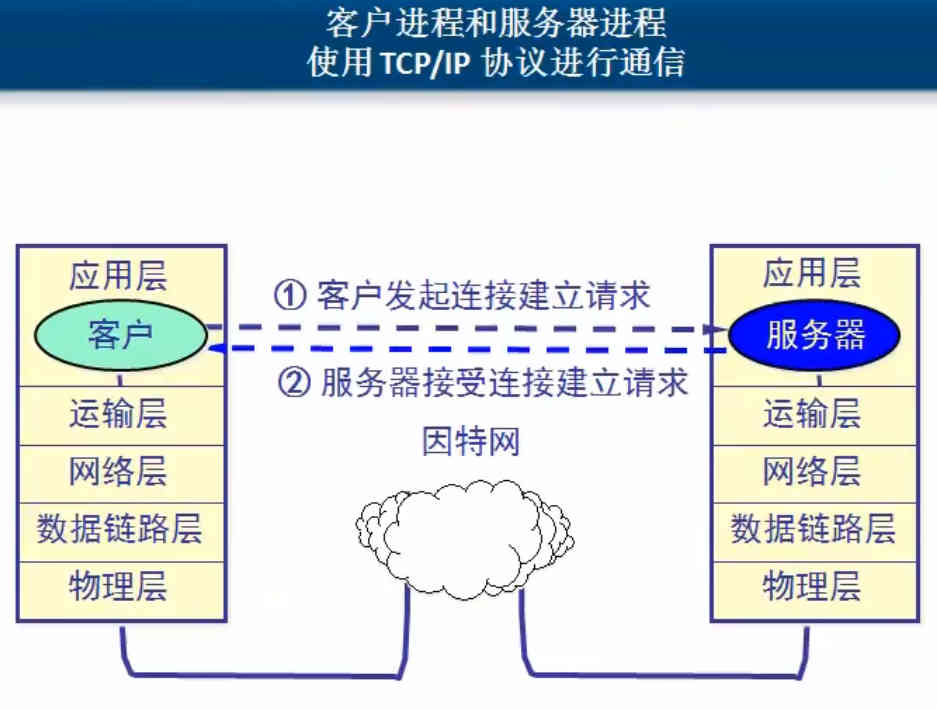 客户进程和服务器进程
使用 TCP/IP 协议进行通信
应用层
客户
运输层
网络层
数据链路层
物理层
① 客户发起连接建立请求
② 服务器接受连接建立请求
因特网
应用层
服务器
运输层
网络层
数据链路层
物理层